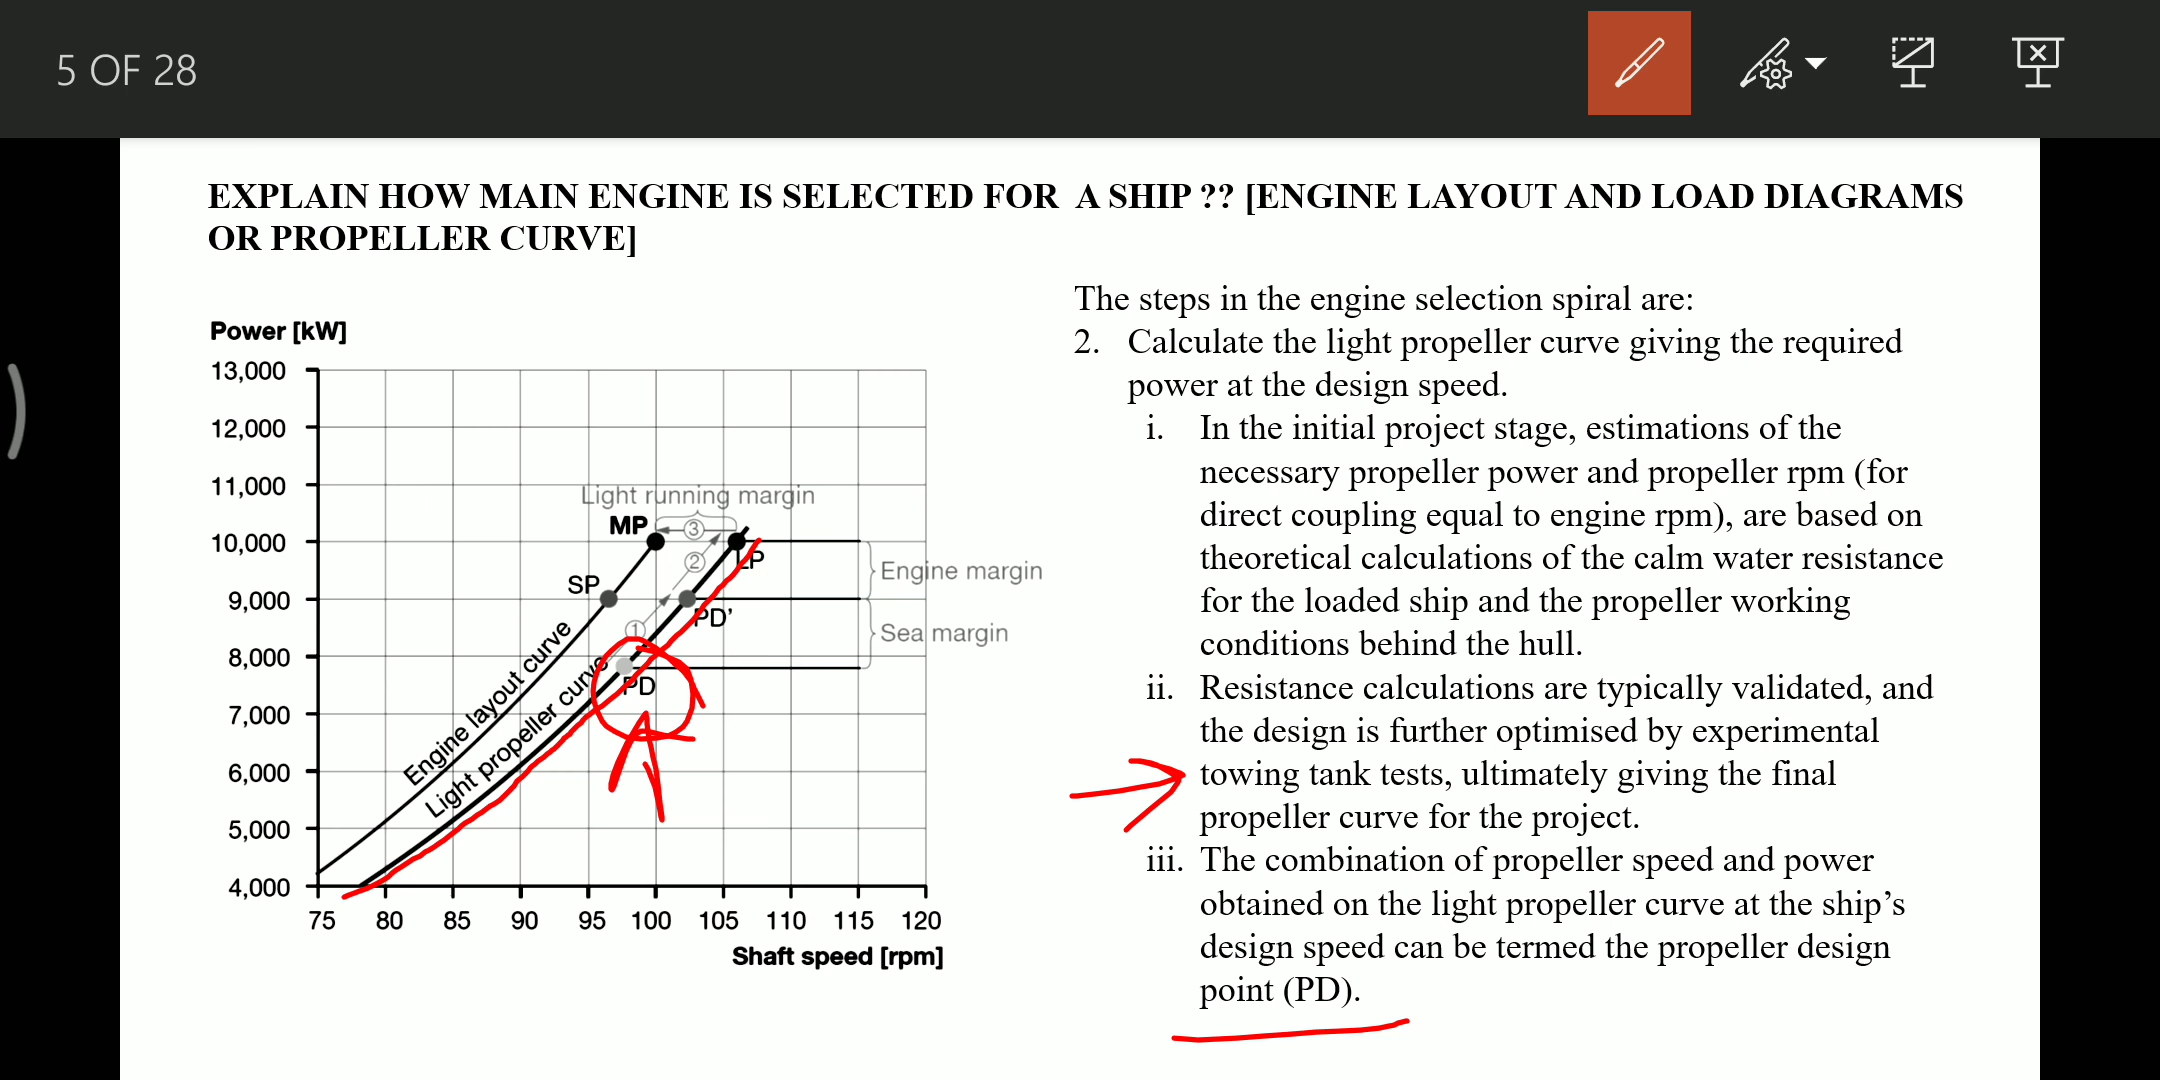 5 OF 28
EXPLAIN HOW MAIN ENGINE IS SELECTED FOR A SHIP ?? [ENGINE LAYOUT AND LOAD DIAGRAMS
OR PROPELLER CURVE]
Power [kW]
13,000
12,000
11,000
10,000
9,000
8,000
7,000
6,000
5,000
4,000
Light running margin
MP
3
2
LP
Engine margin
SP
PD'
1
Sea margin
PD
Engine layout curve
Light propeller curve
75 80 85 90 95 100 105 110 115 120
Shaft speed [rpm]
The steps in the engine selection spiral are:
2. Calculate the light propeller curve giving the required
power at the design speed.
i. In the initial project stage, estimations of the
necessary propeller power and propeller rpm (for
direct coupling equal to engine rpm), are based on
theoretical calculations of the calm water resistance
for the loaded ship and the propeller working
conditions behind the hull.
ii. Resistance calculations are typically validated, and
the design is further optimised by experimental
towing tank tests, ultimately giving the final
propeller curve for the project.
iii. The combination of propeller speed and power
obtained on the light propeller curve at the ship's
design speed can be termed the propeller design
point (PD).